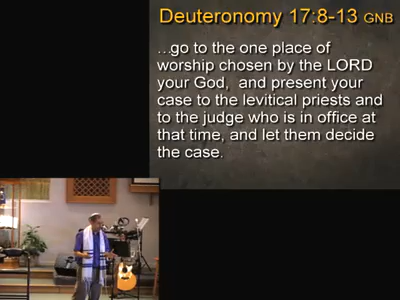 Deuteronomy 17:8-13 GNB
...go to the one place of
worship chosen by the LORD
your God, and present your
case to the levitical priests and
to the judge who is in office at
that time, and let them decide
the case.